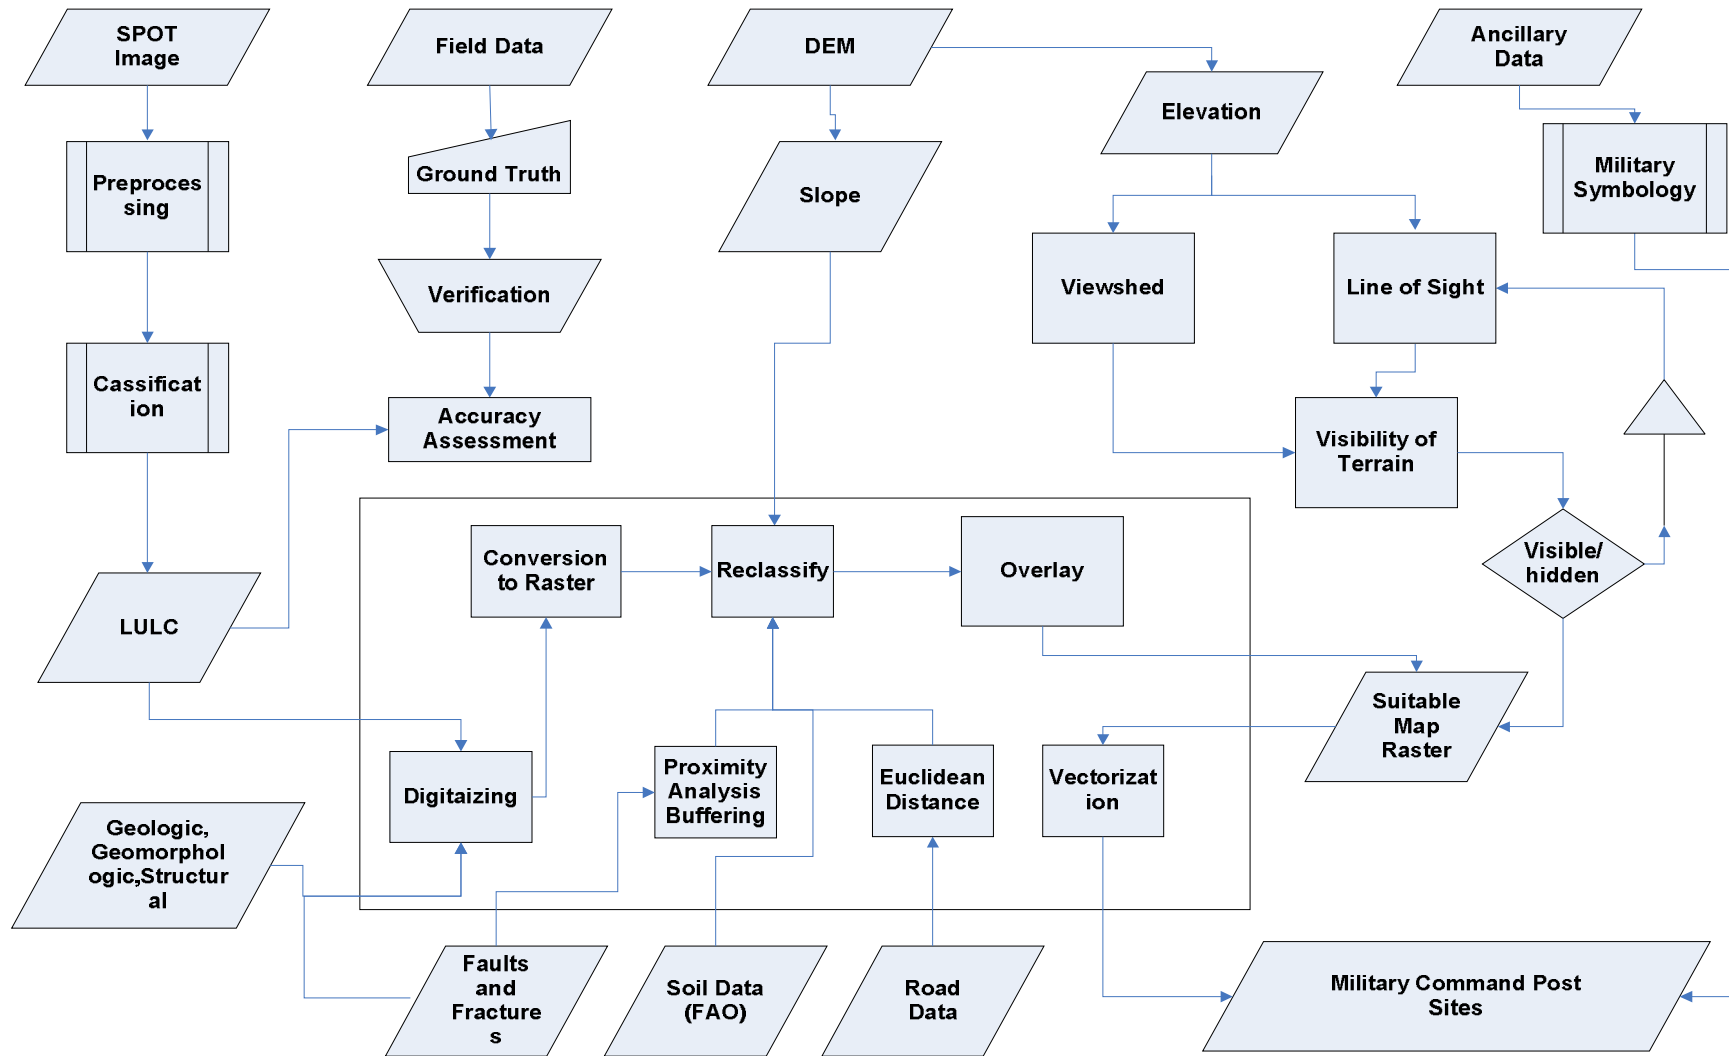 SPOT
Image
Field Data
DEM
Ancillary
Data
Elevation
Preproces
sing
Ground Truth
Slope
Military
Symbology
Verification
Viewshed
Line of Sight
Cassificat
ion
Accuracy
Assessment
Visibility of
Terrain
Conversion
to Raster
Reclassify
Overlay
Visible/
hidden
LULC
Suitable
Map
Raster
Digitaizing
Proximity
Analysis
Buffering
Euclidean
Distance
Vectorizat
ion
Geologic,
Geomorphol
ogic,Structur
al
Faults
and
Fracture
s
Soil Data
(FAO)
Road
Data
Military Command Post
Sites